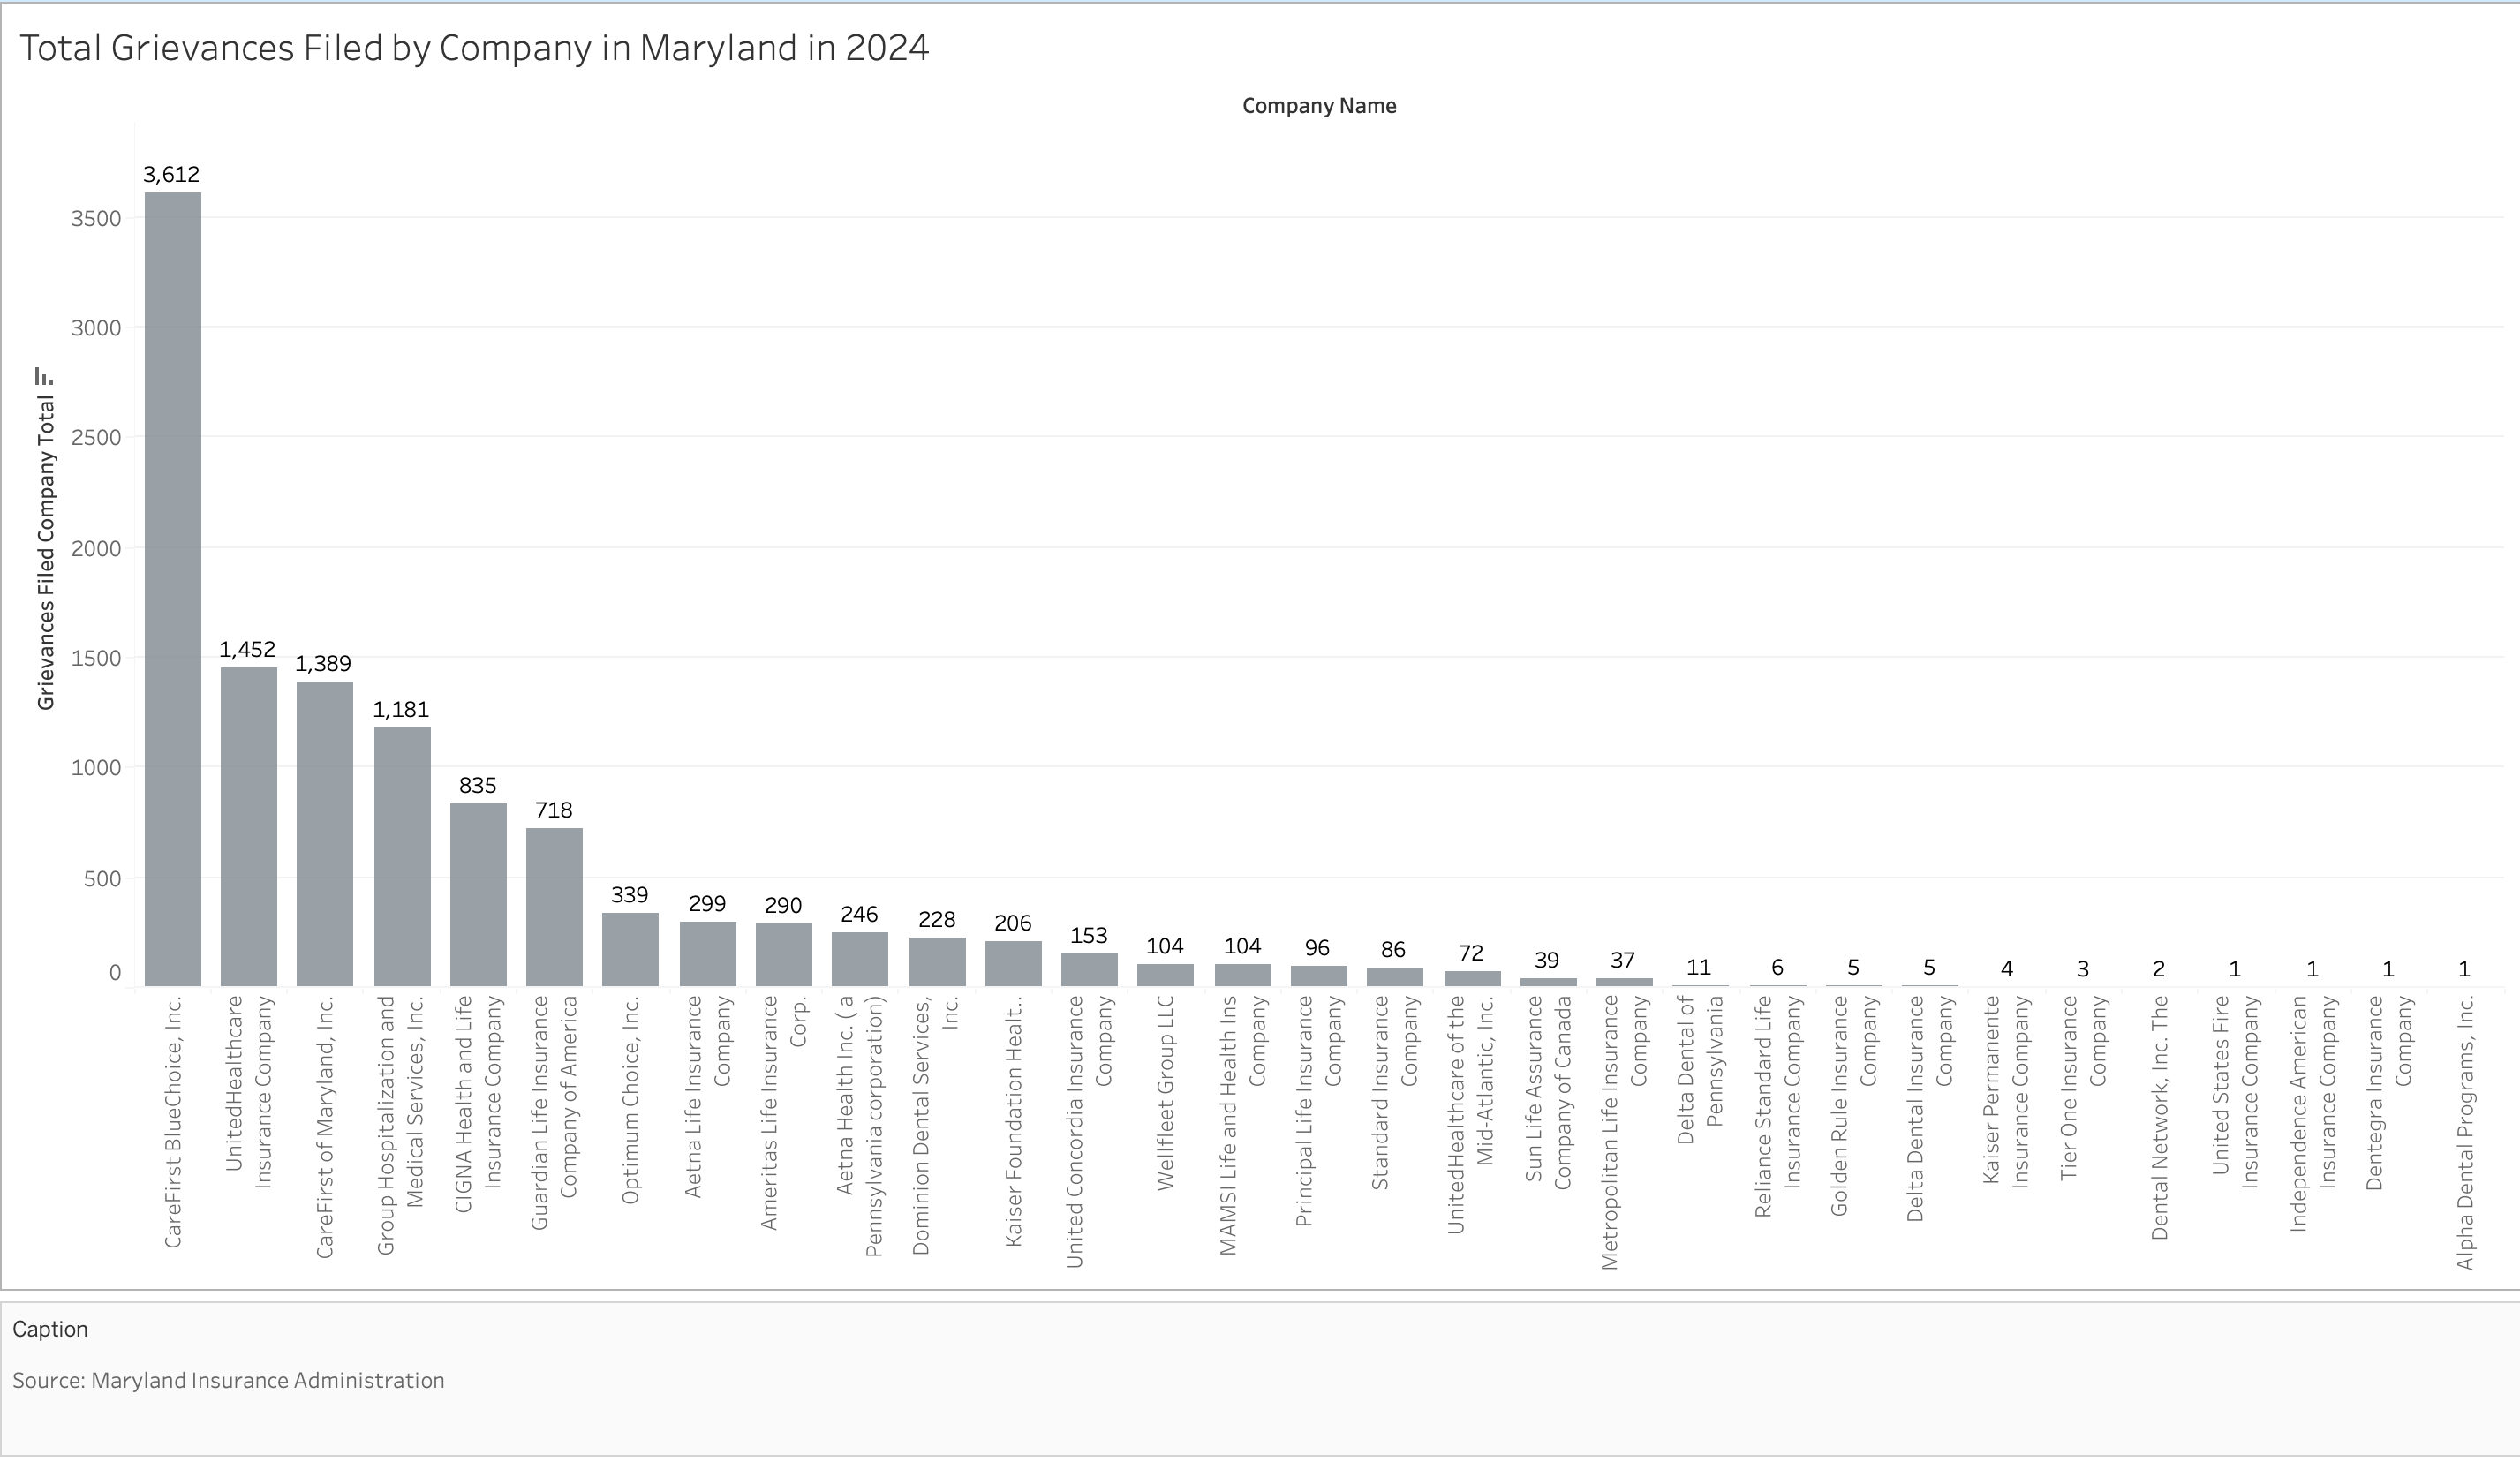 Total Grievances Filed by Company in Maryland in 2024
Company Name
Grievances Filed Company Total
3500
3000
2500
2000
1500
1000
500
0
3,612
1,452
1,389
1,181
835
718
339
299
290
246
228
206
153
104
104
96
86
72
39
37
11
6
5
5
4
3
2
1
1
1
1
CareFirst BlueChoice, Inc.
UnitedHealthcare
Insurance Company
CareFirst of Maryland, Inc.
Group Hospitalization and
Medical Services, Inc.
CIGNA Health and Life
Insurance Company
Guardian Life Insurance
Company of America
Optimum Choice, Inc.
Aetna Life Insurance
Company
Ameritas Life Insurance
Corp.
Aetna Health Inc. ( a
Pennsylvania corporation)
Dominion Dental Services,
Inc.
Kaiser Foundation Healt..
United Concordia Insurance
Company
Wellfleet Group LLC
MAMSI Life and Health Ins
Company
Principal Life Insurance
Company
Standard Insurance
Company
UnitedHealthcare of the
Mid-Atlantic, Inc.
Sun Life Assurance
Company of Canada
Metropolitan Life Insurance
Company
Delta Dental of
Pennsylvania
Reliance Standard Life
Insurance Company
Golden Rule Insurance
Company
Delta Dental Insurance
Company
Kaiser Permanente
Insurance Company
Tier One Insurance
Company
Dental Network, Inc. The
United States Fire
Insurance Company
Independence American
Insurance Company
Dentegra Insurance
Company
Alpha Dental Programs, Inc.
Caption
Source: Maryland Insurance Administration